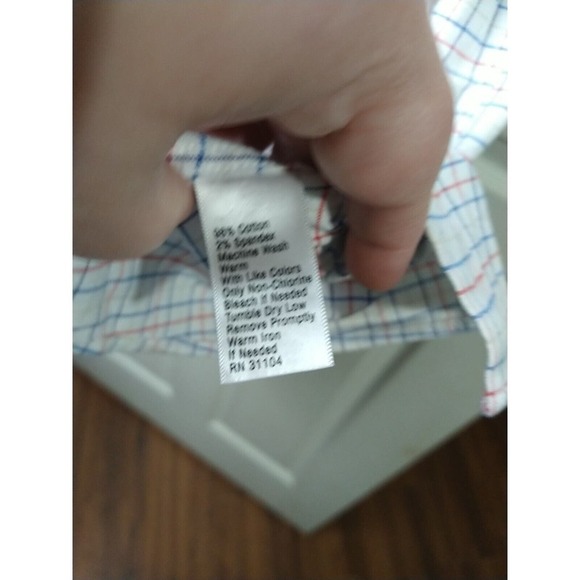 98% Cotton
2% Spandex
Machine Wash
Warm
With Like Colors
Only Non-Chlorine
Bleach If Needed
Tumble Dry Low
Remove Promptly
Warm Iron
If Needed
RN 31104